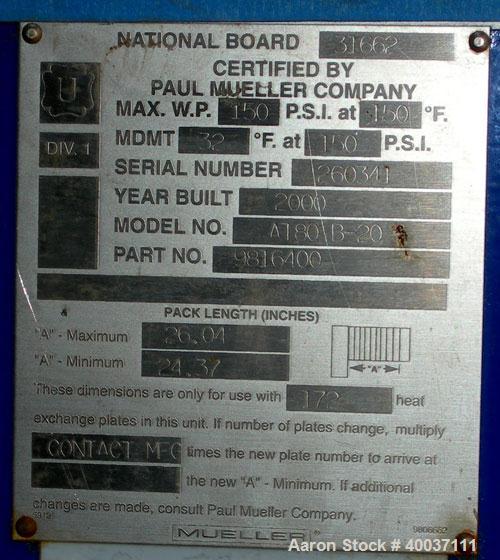 NATIONAL BOARD 31662
CERTIFIED BY
PAUL MUELLER COMPANY
U
MAX. W.P. 150 P.S.I. at 150 °F.
DIV. 1
MDMT 32 °F. at 150 P.S.I.
SERIAL NUMBER 260341
YEAR BUILT 2000
MODEL NO. AT80 B-20
PART NO. 9816400
PACK LENGTH (INCHES)
"A" - Maximum 26.04
"A" - Minimum 24.37
"A"
These dimensions are only for use with 172 heat
exchange plates in this unit. If number of plates change, multiply
CONTACT MFG times the new plate number to arrive at
the new "A" - Minimum. If additional
changes are made, consult Paul Mueller Company.
MUELLER
Aaron Stock # 40037111